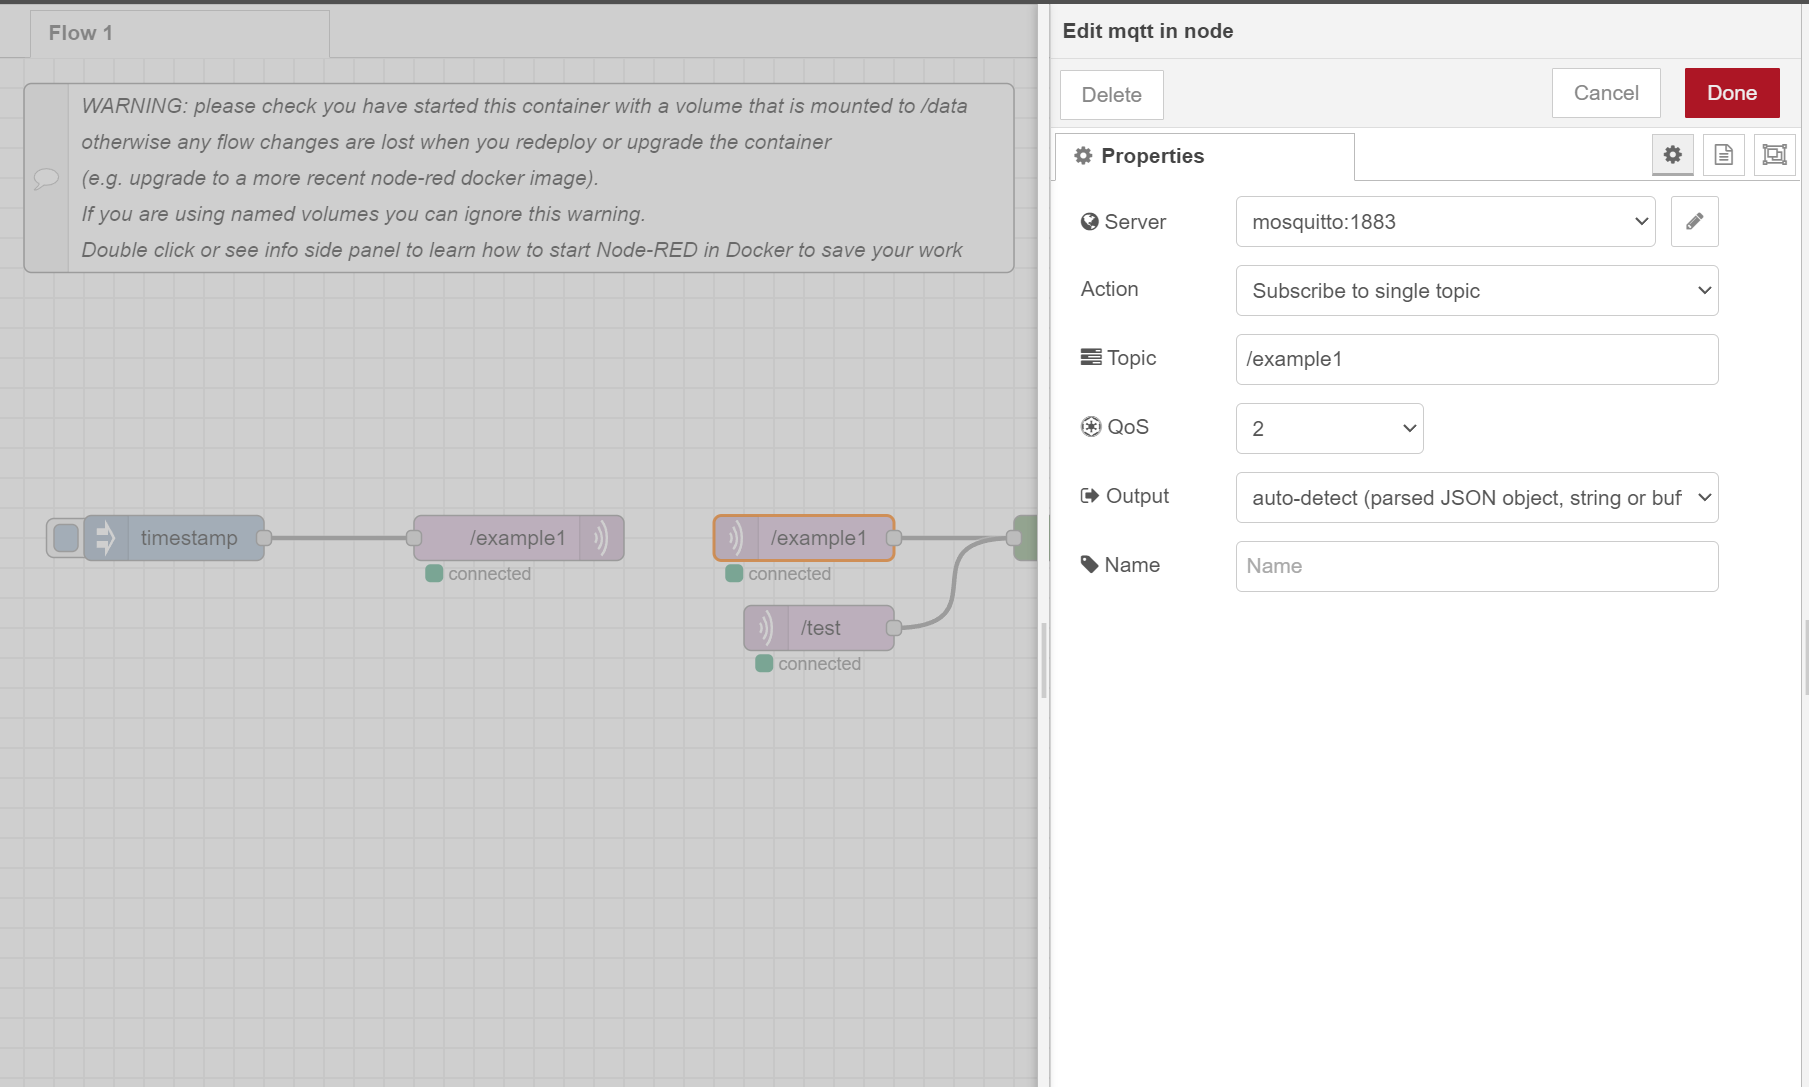 Flow 1
WARNING: please check you have started this container with a volume that is mounted to /data
otherwise any flow changes are lost when you redeploy or upgrade the container
(e.g. upgrade to a more recent node-red docker image).
If you are using named volumes you can ignore this warning.
Double click or see info side panel to learn how to start Node-RED in Docker to save your work
timestamp
/example1
connected
/example1
connected
/test
connected
Edit mqtt in node
Delete
Cancel
Done
Properties
Server
mosquitto:1883
Action
Subscribe to single topic
Topic
/example1
QoS
2
Output
auto-detect (parsed JSON object, string or buf
Name
Name